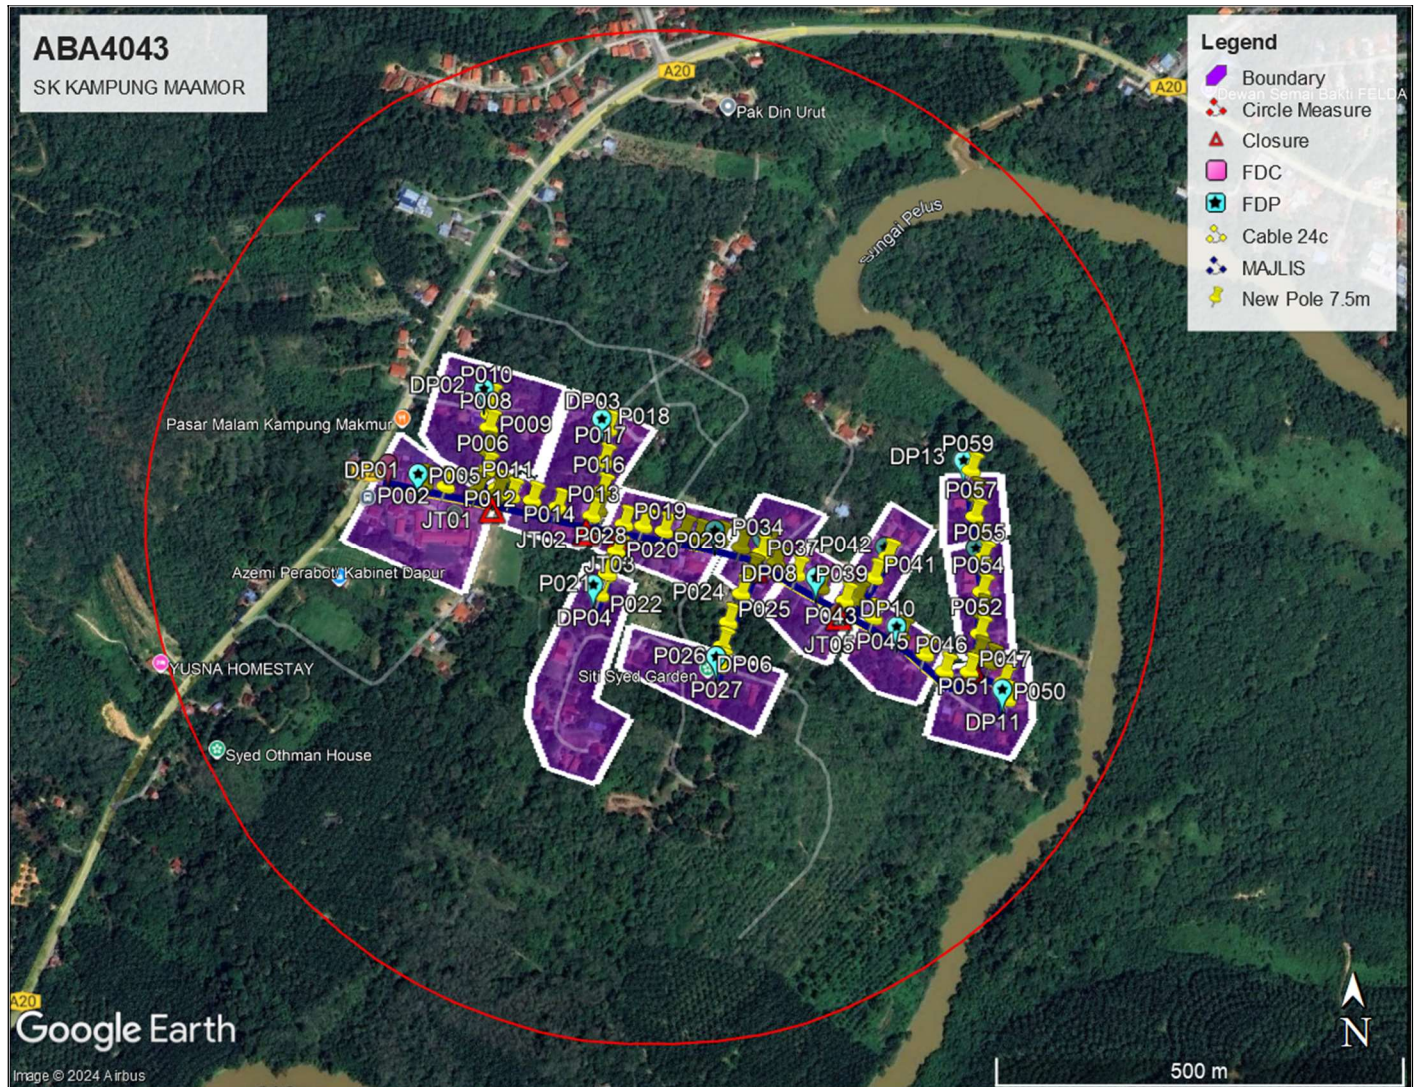 ABA4043
SK KAMPUNG MAAMOR
Legend
Boundary
Dewan Semai Bakti FELDA
Circle Measure
Closure
FDC
FDP
Cable 24c
MAJLIS
New Pole 7.5m
A20
A20
Pak Din Urut
Sungai Pelus
Pasar Malam Kampung Makmur
DP02
P010
P008
P009
P006
DP03
P018
P017
P016
DP01
P005
P011
P002
P012
P013
P014
JT01
JT02
P028
P019
P020
P029
P034
JT03
P037
P042
P041
DP08
P039
DP13
P059
P057
P055
P054
P052
Azemi Perabot/Kabinet Dapur
P021
P022
DP04
P024
P025
P043
DP10
JT05
P045
P046
P047
P051
P050
DP11
P026
DP06
Siti Syed Garden
P027
YUSNA HOMESTAY
Syed Othman House
A20
Google Earth
Image © 2024 Airbus
N
500 m